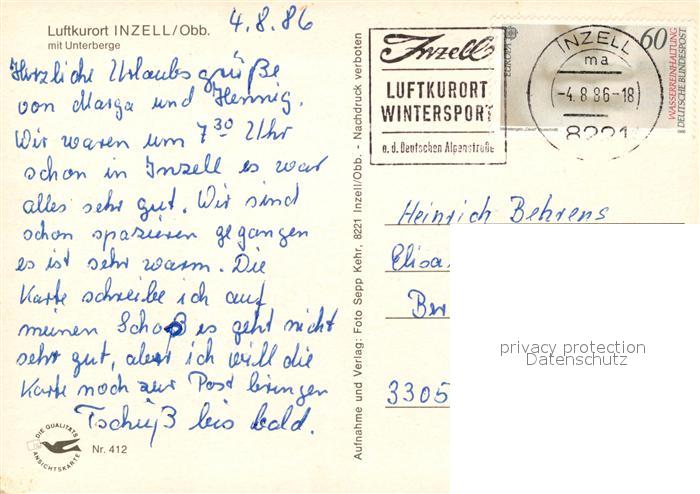 Luftkurort INZELL/Obb.
mit Unterberge
4.8.86
Herzliche Urlaubsgrüße
von Marga und Hennig.
Wir waren um 7 30 Uhr
schon in Inzell es war
alles sehr gut. Wir sind
schon spazieren gegangen
es ist sehr warm. Die
Karte schreibe ich auf
meinen Schoß es geht nicht
sehr gut, aber ich will die
Karte noch zur Post bringen
Tschüß bis bald.
DIE QUALITÄTS
ANSICHTSKARTE
Nr. 412
Aufnahme und Verlag: Foto Sepp Kehr, 8221 Inzell/Obb. - Nachdruck verboten
Inzell
LUFTKURORT
WINTERSPORT
a. d. Deutschen Alpenstraße
EUROPA
60
WASSERREINHALTUNG
DEUTSCHE BUNDESPOST
INZELL
ma
-4.8.86-18
8221
Heinrich Behrens
Elisa
Ber
3305
privacy protection
Datenschutz